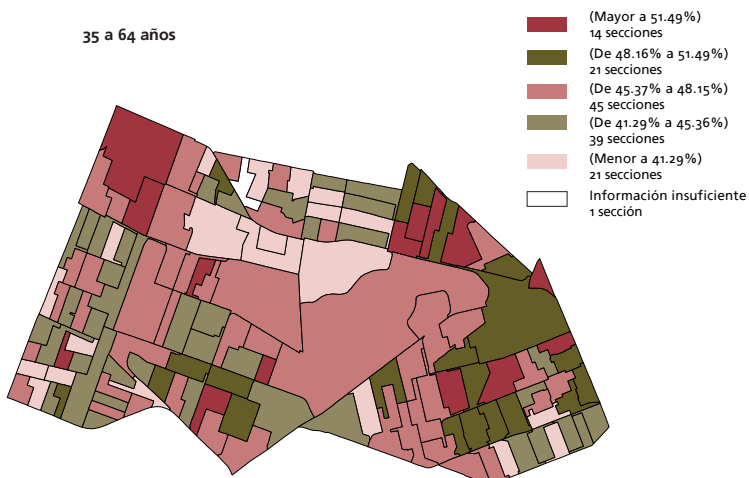 35 a 64 años
(Mayor a 51.49%)
14 secciones
(De 48.16% a 51.49%)
21 secciones
(De 45.37% a 48.15%)
45 secciones
(De 41.29% a 45.36%)
39 secciones
(Menor a 41.29%)
21 secciones
Información insuficiente
1 sección